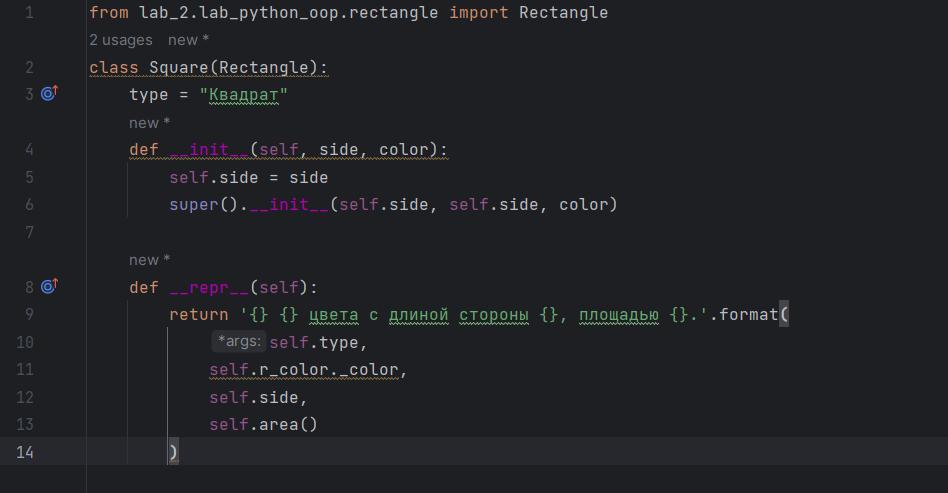 1 from lab_2.lab_python_oop.rectangle import Rectangle
2 usages new *
2 class Square(Rectangle):
3 type = "Квадрат"
new *
4 def __init__(self, side, color):
5 self.side = side
6 super().__init__(self.side, self.side, color)
7
new *
8 def __repr__(self):
9 return '{} {} цвета с длиной стороны {}, площадью {}.'.format(
10 *args: self.type,
11 self.r_color._color,
12 self.side,
13 self.area()
14 )